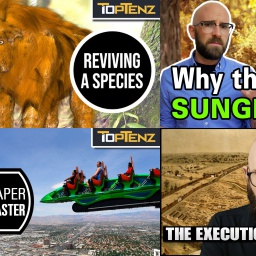 TOPTENZ
REVIVING
A SPECIES
Why th
SUNG
TOPTENZ
APER
ASTER
THE EXECUTION